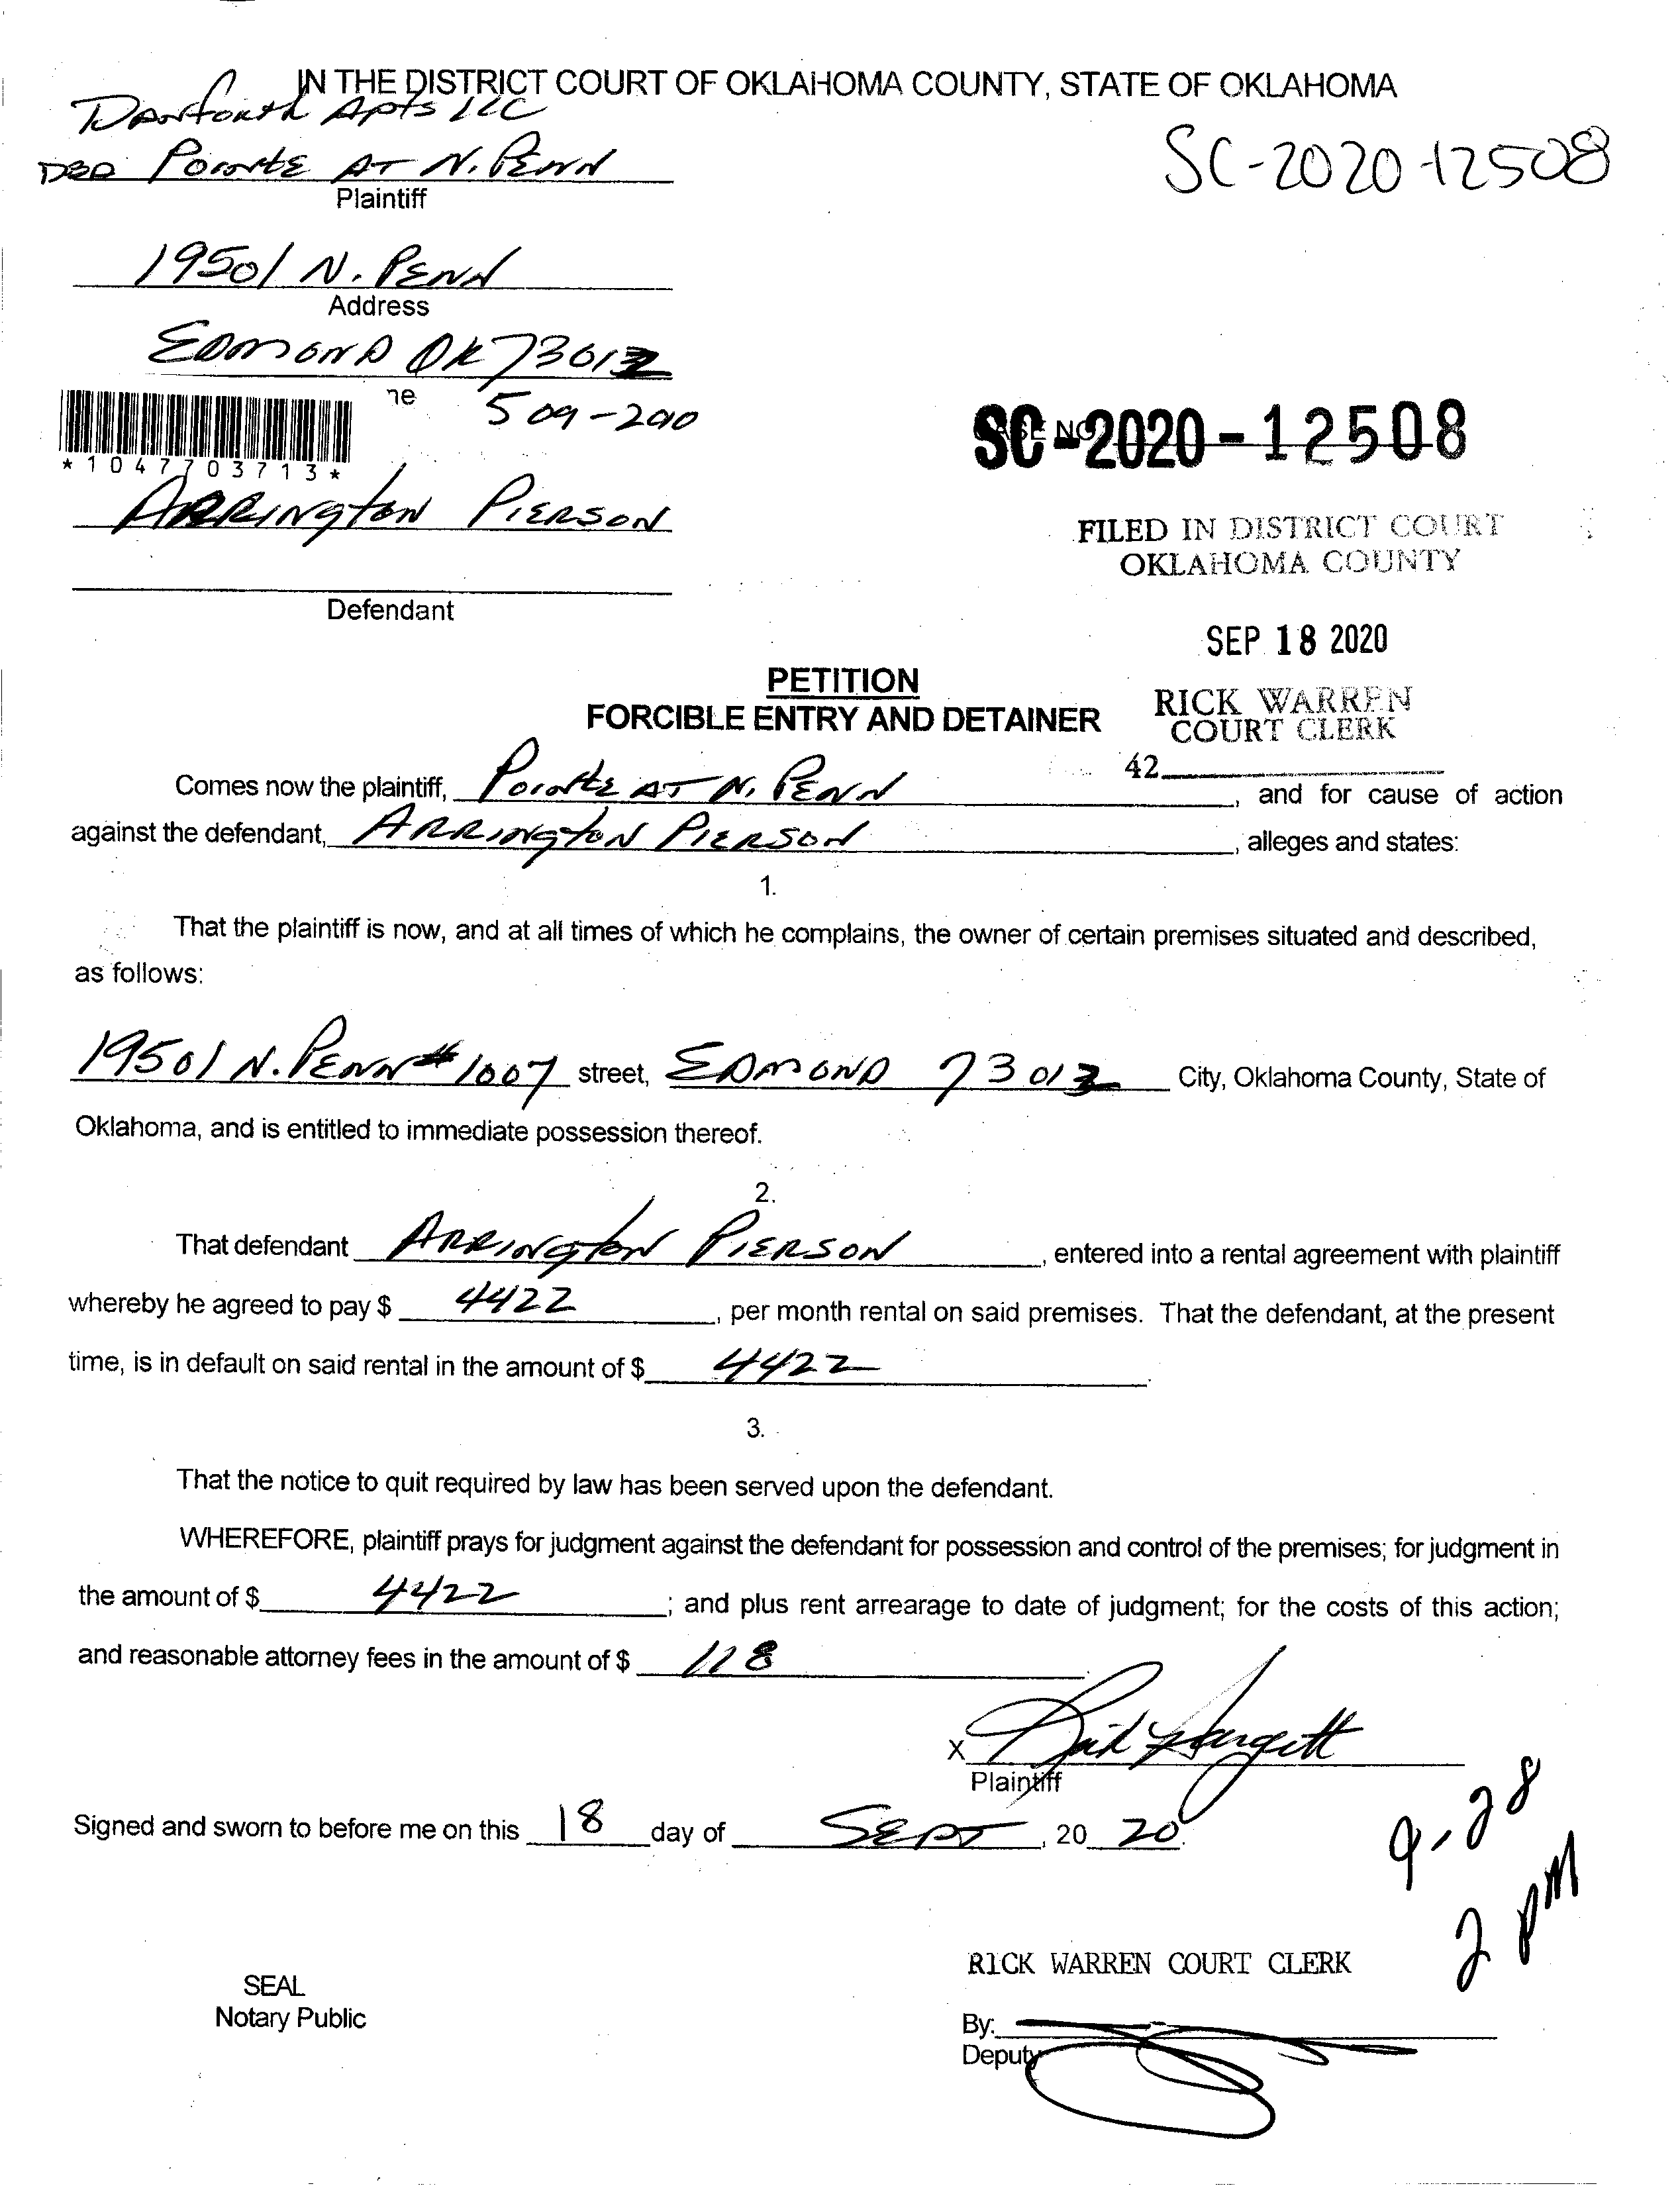 IN THE DISTRICT COURT OF OKLAHOMA COUNTY, STATE OF OKLAHOMA
Danforth Apts LLC
DBA Pointe AT N. PENN
SC-2020-12508
Plaintiff
19501 N. PENN
Address
EDMOND OK 73012
ne 509-290
*1047703713*
SC-2020-12508
ARRINgtoN PIERSON
FILED IN DISTRICT COURT
OKLAHOMA COUNTY
Defendant
SEP 18 2020
PETITION
FORCIBLE ENTRY AND DETAINER
RICK WARREN
COURT CLERK
42
Comes now the plaintiff, Pointe AT N. PENN, and for cause of action
against the defendant, ARRINgtoN PIERSON, alleges and states:
1.
That the plaintiff is now, and at all times of which he complains, the owner of certain premises situated and described,
as follows:
19501 N. PENN #1007 street, EDMOND 73012 City, Oklahoma County, State of
Oklahoma, and is entitled to immediate possession thereof.
2.
That defendant ARRINgtoN PIERSON, entered into a rental agreement with plaintiff
whereby he agreed to pay $ 4422, per month rental on said premises. That the defendant, at the present
time, is in default on said rental in the amount of $ 4422.
3.
That the notice to quit required by law has been served upon the defendant.
WHEREFORE, plaintiff prays for judgment against the defendant for possession and control of the premises; for judgment in
the amount of $ 4422; and plus rent arrearage to date of judgment; for the costs of this action;
and reasonable attorney fees in the amount of $ 118.
X
Plaintiff
Signed and sworn to before me on this 18 day of SEPT, 20 20.
9-28
2 PM
RICK WARREN COURT CLERK
SEAL
Notary Public
By:
Deputy